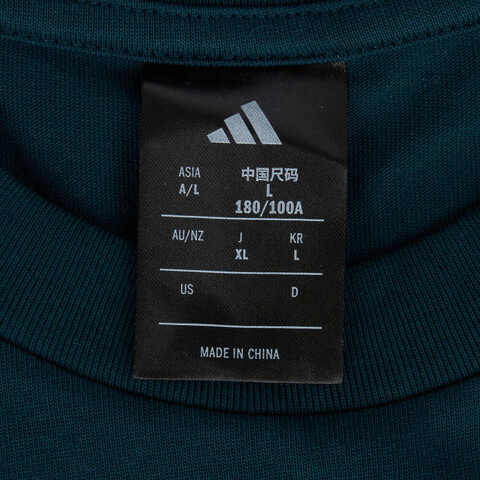 ASIA 中国尺码
A/L L
180/100A
AU/NZ J KR
XL L
US D
MADE IN CHINA